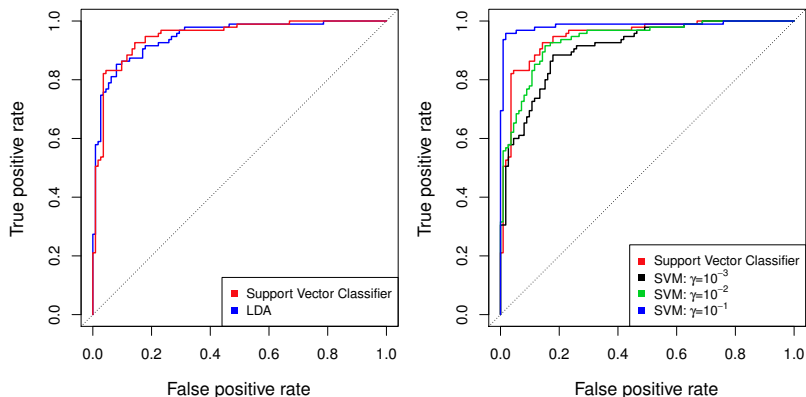 True positive rate
1.0
0.8
0.6
0.4
0.2
0.0
Support Vector Classifier
LDA
0.0 0.2 0.4 0.6 0.8 1.0
False positive rate
True positive rate
1.0
0.8
0.6
0.4
0.2
0.0
Support Vector Classifier
SVM: γ=10⁻³
SVM: γ=10⁻²
SVM: γ=10⁻¹
0.0 0.2 0.4 0.6 0.8 1.0
False positive rate